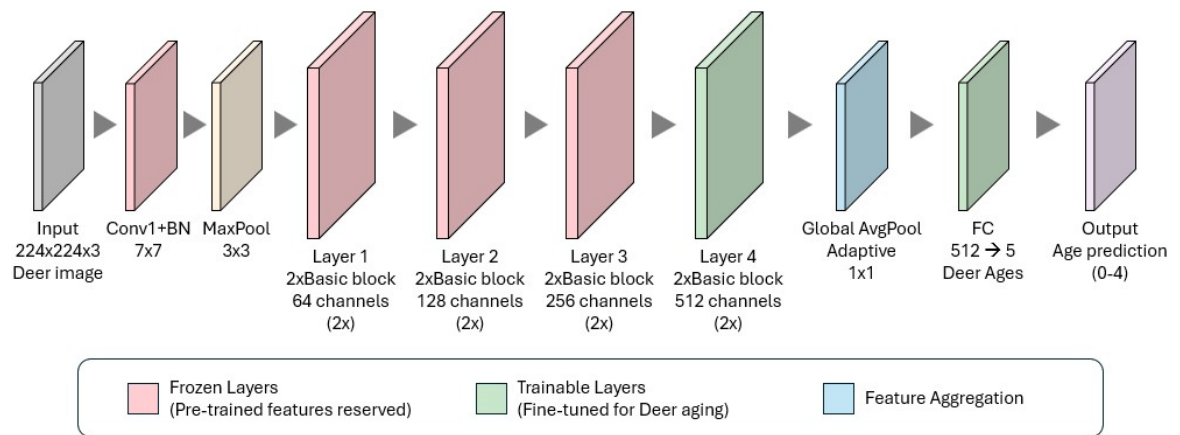 Input
224x224x3
Deer image
Conv1+BN
7x7
MaxPool
3x3
Layer 1
2xBasic block
64 channels
(2x)
Layer 2
2xBasic block
128 channels
(2x)
Layer 3
2xBasic block
256 channels
(2x)
Layer 4
2xBasic block
512 channels
(2x)
Global AvgPool
Adaptive
1x1
FC
512 → 5
Deer Ages
Output
Age prediction
(0-4)
Frozen Layers
(Pre-trained features reserved)
Trainable Layers
(Fine-tuned for Deer aging)
Feature Aggregation